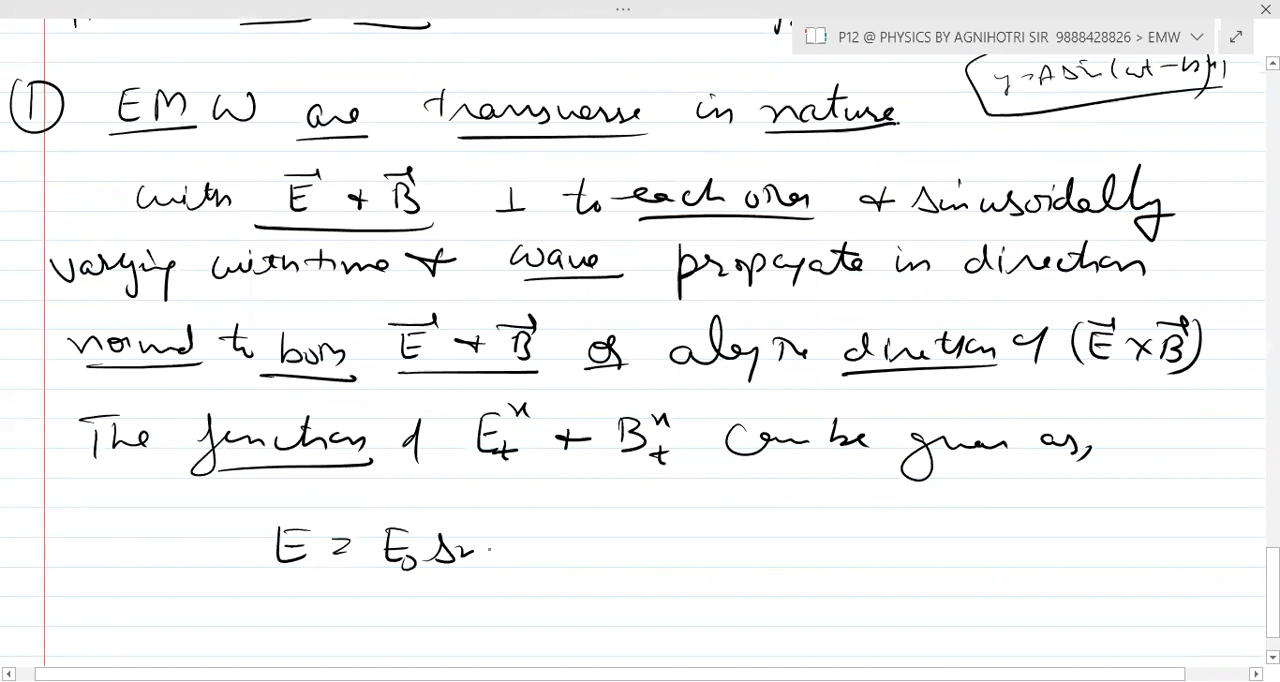 P12 @ PHYSICS BY AGNIHOTRI SIR 9888428826 > EMW
y = A sin (ωt - kx)
① EMW are transverse in nature
with E⃗ + B⃗ ⊥ to each other + sinusoidally
varying with time + wave propagate in direction
normal to both E⃗ + B⃗ or along the direction of (E⃗ × B⃗)
The function of E + B can be given as,
E = E₀ s